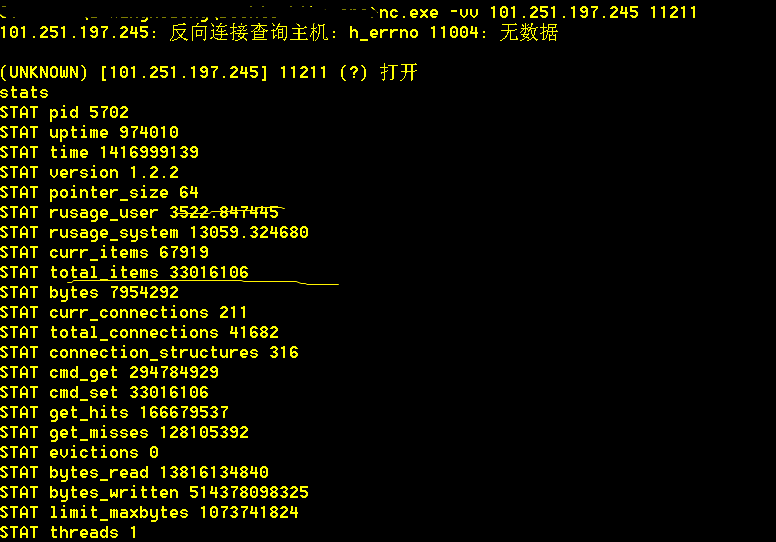 nc.exe -vv 101.251.197.245 11211
101.251.197.245: 反向连接查询主机: h_errno 11004: 无数据
(UNKNOWN) [101.251.197.245] 11211 (?) 打开
stats
STAT pid 5702
STAT uptime 974010
STAT time 1416999139
STAT version 1.2.2
STAT pointer_size 64
STAT rusage_user 3522.847445
STAT rusage_system 13059.324680
STAT curr_items 67919
STAT total_items 33016106
STAT bytes 7954292
STAT curr_connections 211
STAT total_connections 41682
STAT connection_structures 316
STAT cmd_get 294784929
STAT cmd_set 33016106
STAT get_hits 166679537
STAT get_misses 128105392
STAT evictions 0
STAT bytes_read 13816134840
STAT bytes_written 514378098325
STAT limit_maxbytes 1073741824
STAT threads 1